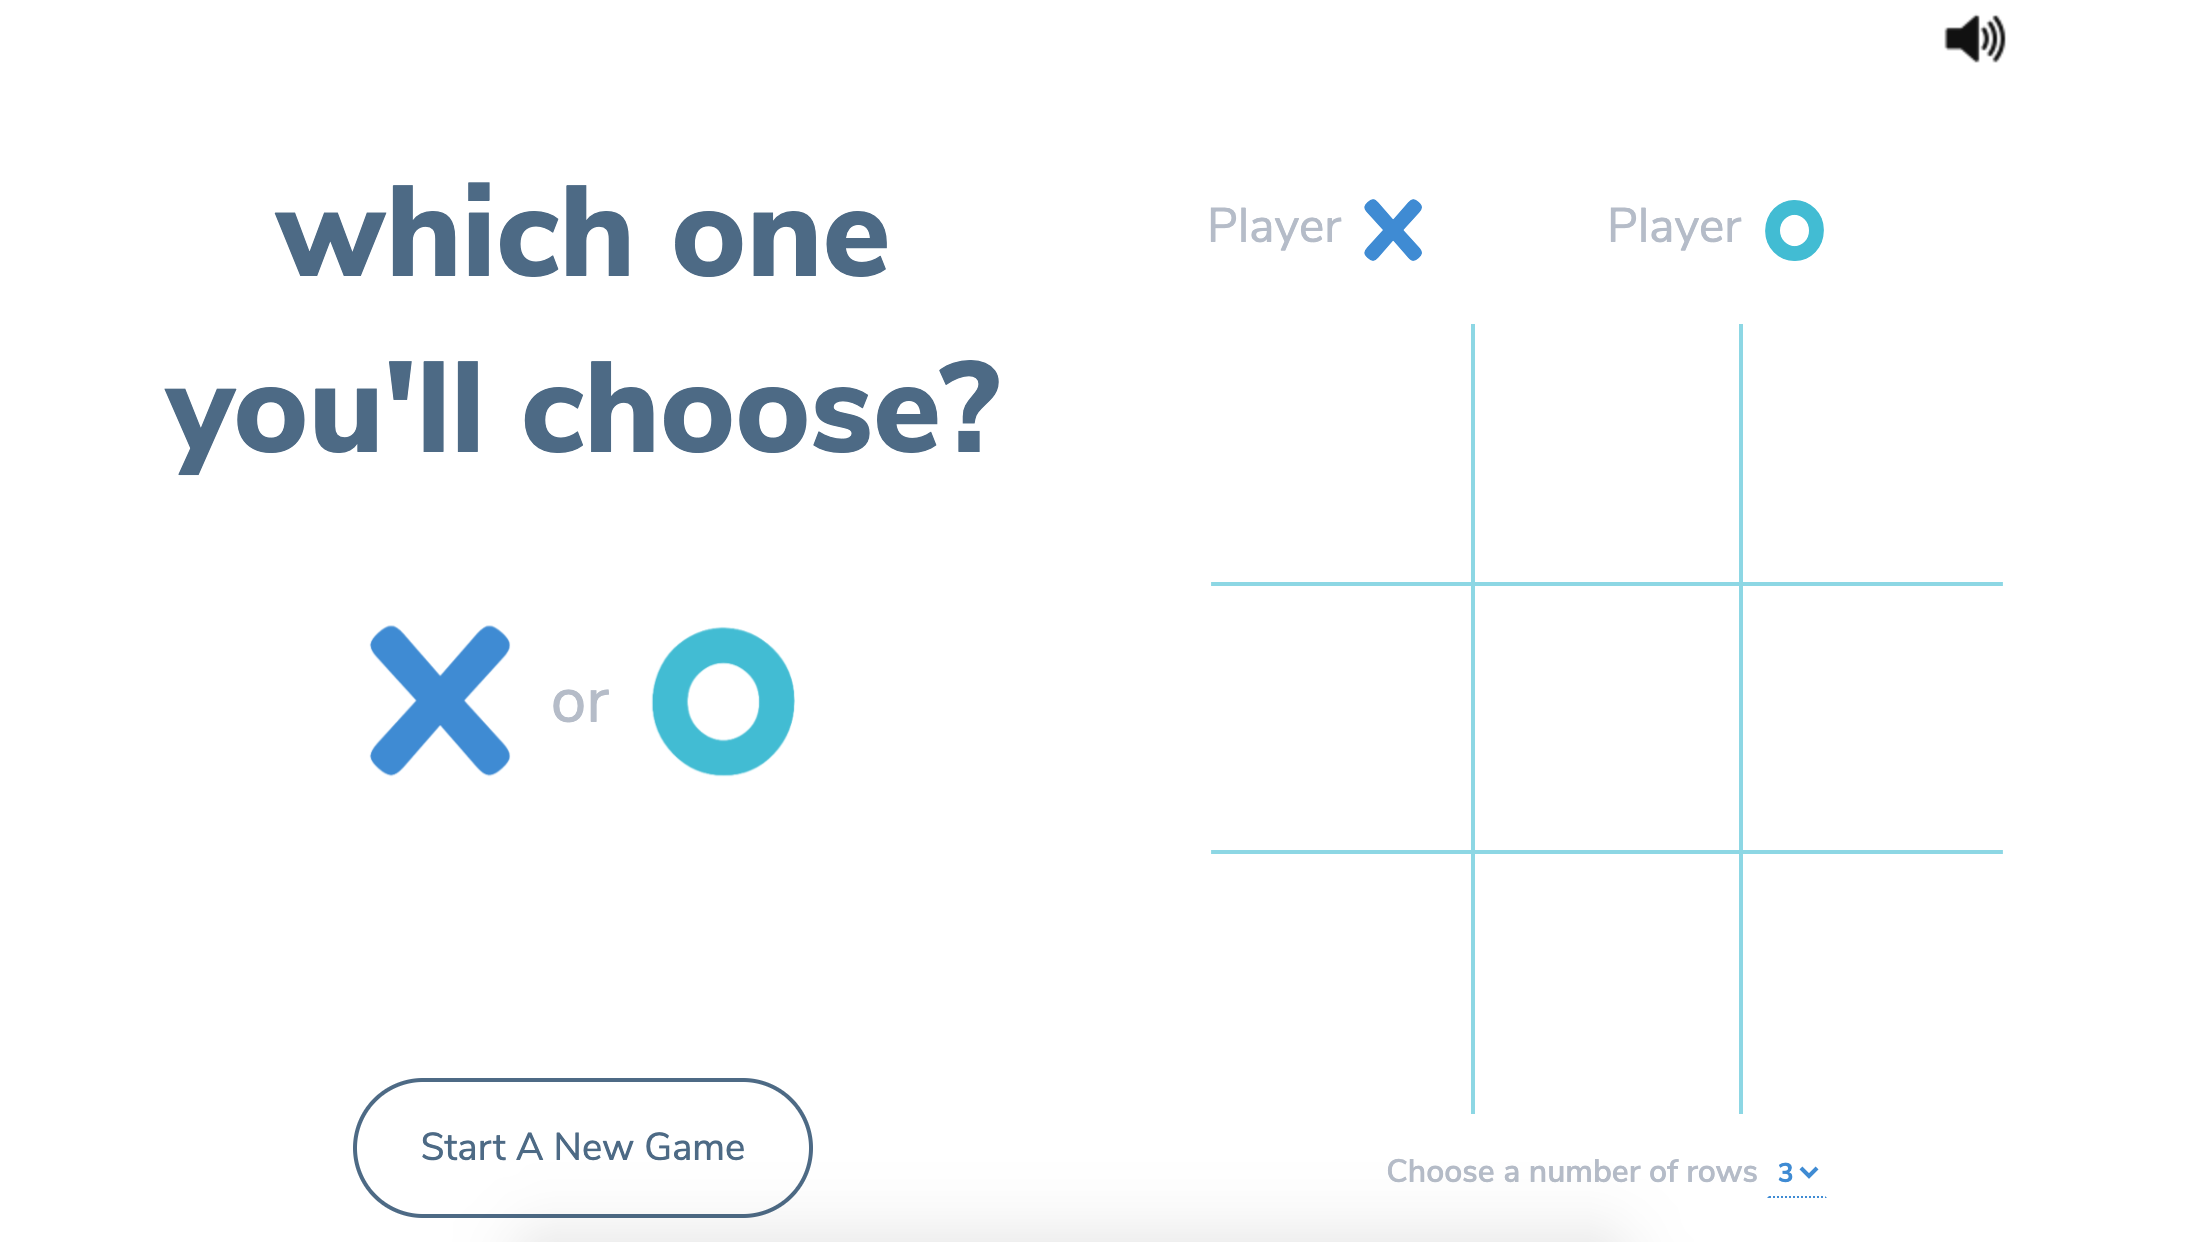 which one
you'll choose?
X or O
Start A New Game
Player X
Player O
Choose a number of rows 3